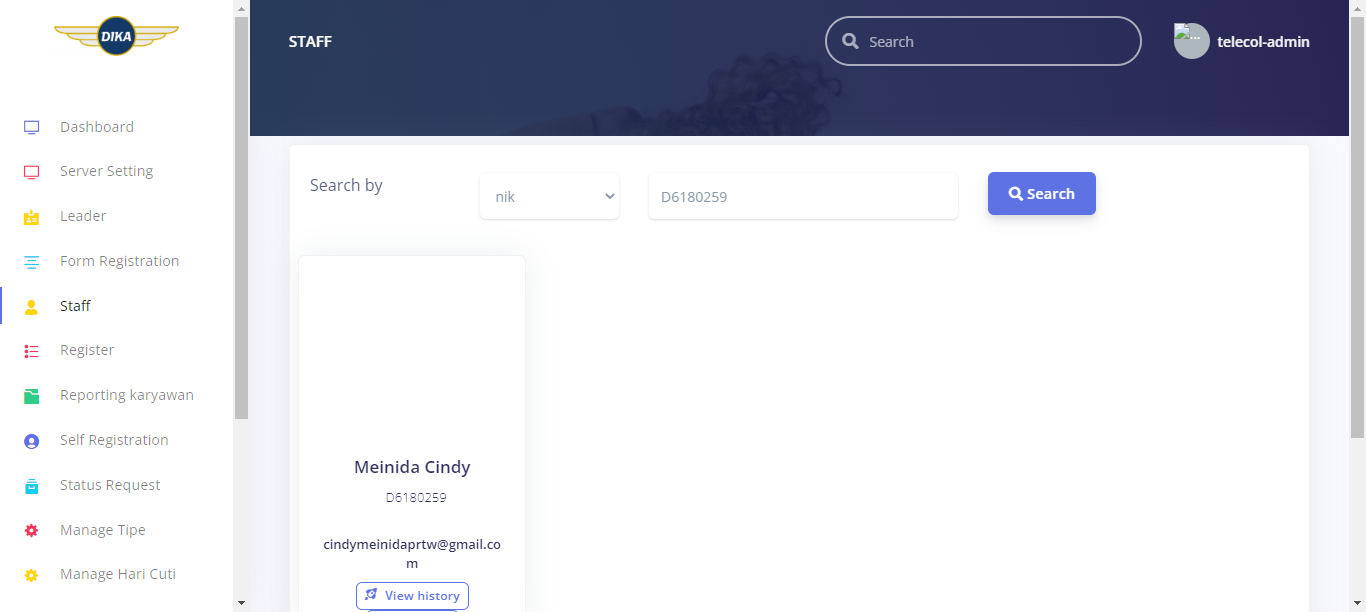 DIKA
Dashboard
Server Setting
Leader
Form Registration
Staff
Register
Reporting karyawan
Self Registration
Status Request
Manage Tipe
Manage Hari Cuti
STAFF
Search
...
telecol-admin
Search by
nik
D6180259
Search
Meinida Cindy
D6180259
cindymeinidaprtw@gmail.co
m
View history